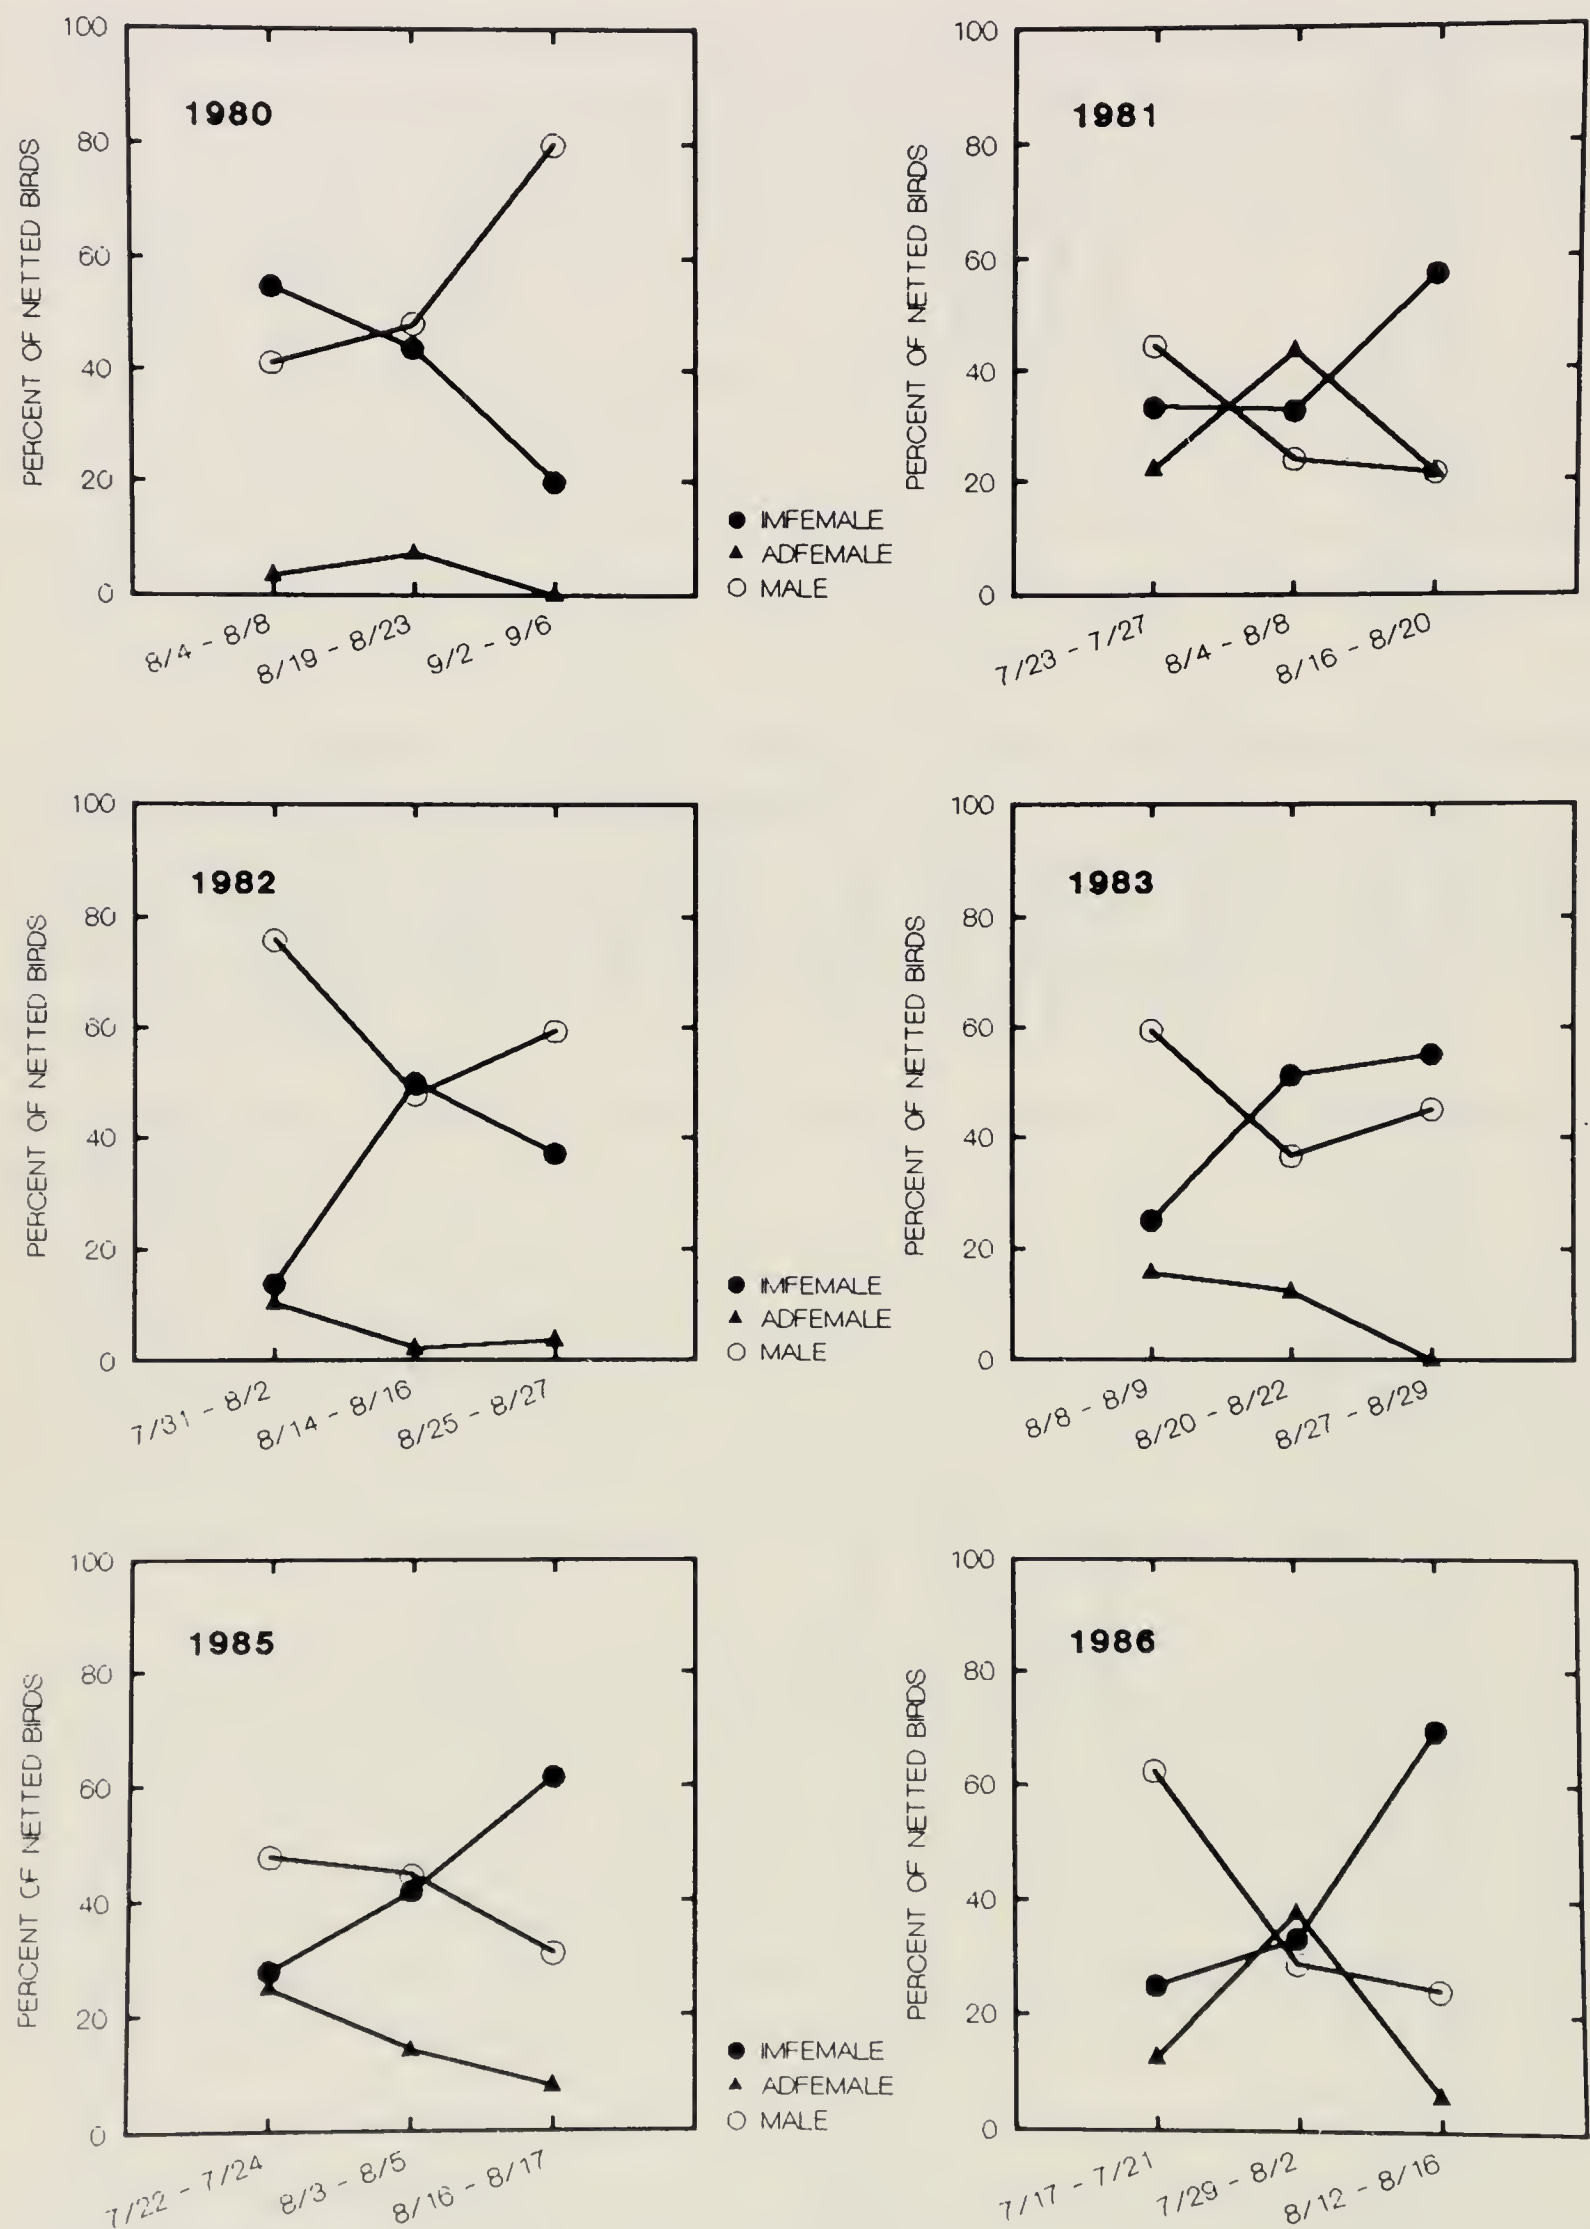 1980
PERCENT OF NETTED BIRDS
100
80
60
40
20
0
8/4 - 8/8
8/19 - 8/23
9/2 - 9/6
● IMFEMALE
▲ ADFEMALE
○ MALE
1981
PERCENT OF NETTED BIRDS
100
80
60
40
20
0
7/23 - 7/27
8/4 - 8/8
8/16 - 8/20
1982
PERCENT OF NETTED BIRDS
100
80
60
40
20
0
7/31 - 8/2
8/14 - 8/16
8/25 - 8/27
● IMFEMALE
▲ ADFEMALE
○ MALE
1983
PERCENT OF NETTED BIRDS
100
80
60
40
20
0
8/8 - 8/9
8/20 - 8/22
8/27 - 8/29
1985
PERCENT OF NETTED BIRDS
100
80
60
40
20
0
7/22 - 7/24
8/3 - 8/5
8/16 - 8/17
● IMFEMALE
▲ ADFEMALE
○ MALE
1986
PERCENT OF NETTED BIRDS
100
80
60
40
20
0
7/17 - 7/21
7/29 - 8/2
8/12 - 8/16